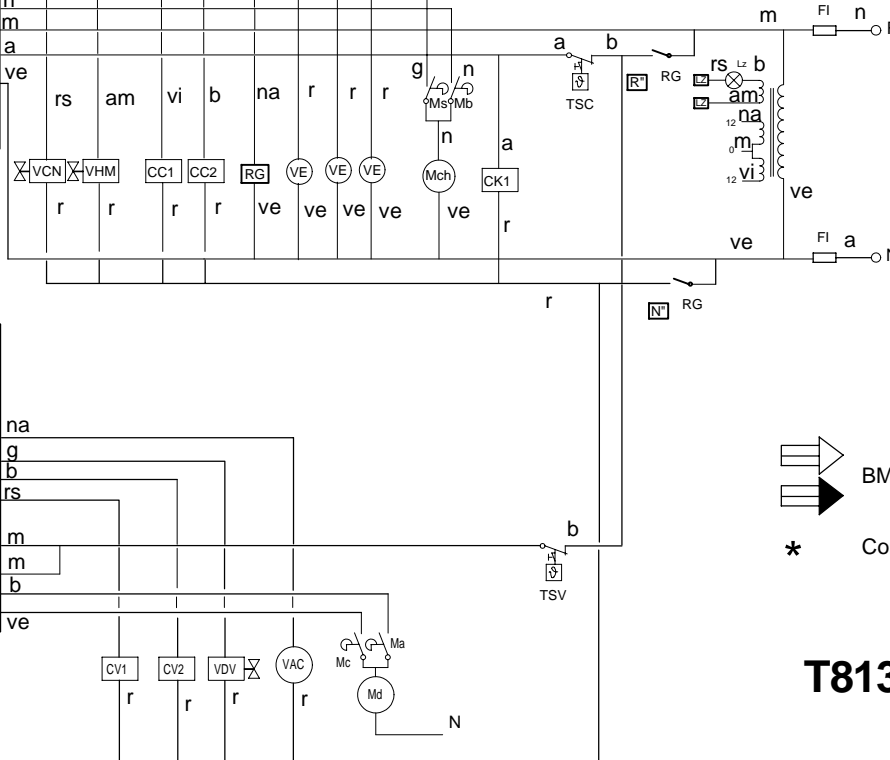 n
m
a
ve
m
FI
n
a
b
R"
RG
rs
Lz
b
TSC
LZ
LZ
am
12
na
0
m
12
vi
ve
rs
am
vi
b
na
r
r
r
g
n
Ms
Mb
n
a
VCN
VHM
CC1
CC2
RG
VE
VE
VE
Mch
CK1
r
r
r
r
ve
ve
ve
ve
ve
r
ve
FI
a
N
r
N"
RG
na
g
b
rs
m
m
b
ve
b
TSV
BM
*
Co
Mc
Ma
CV1
CV2
VDV
VAC
Md
r
r
r
r
N
T813